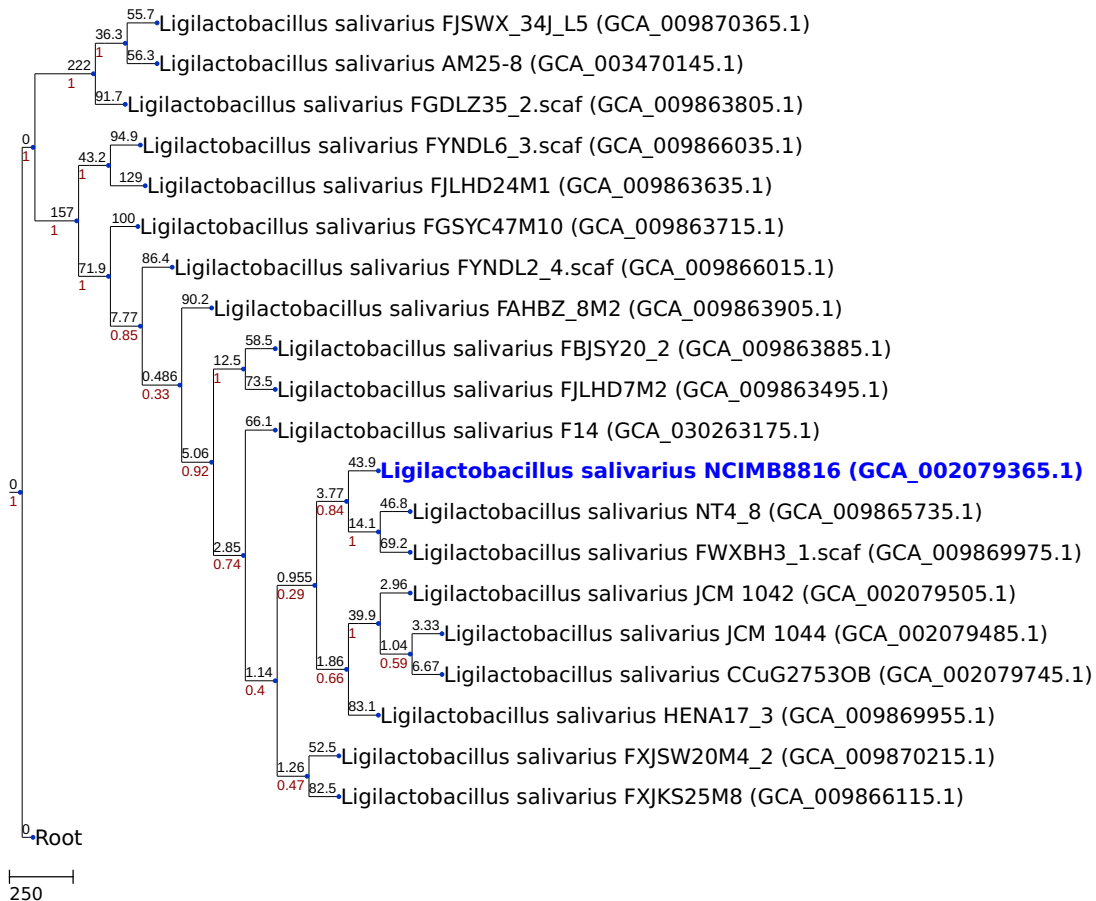 55.7
Ligilactobacillus salivarius FJSWX_34J_L5 (GCA_009870365.1)
36.3
1
56.3
Ligilactobacillus salivarius AM25-8 (GCA_003470145.1)
222
1
91.7
Ligilactobacillus salivarius FGDLZ35_2.scaf (GCA_009863805.1)
0
1
94.9
Ligilactobacillus salivarius FYNDL6_3.scaf (GCA_009866035.1)
43.2
1
129
Ligilactobacillus salivarius FJLHD24M1 (GCA_009863635.1)
157
1
100
Ligilactobacillus salivarius FGSYC47M10 (GCA_009863715.1)
71.9
1
86.4
Ligilactobacillus salivarius FYNDL2_4.scaf (GCA_009866015.1)
7.77
0.85
90.2
Ligilactobacillus salivarius FAHBZ_8M2 (GCA_009863905.1)
0.486
0.33
58.5
Ligilactobacillus salivarius FBJSY20_2 (GCA_009863885.1)
12.5
1
73.5
Ligilactobacillus salivarius FJLHD7M2 (GCA_009863495.1)
5.06
0.92
66.1
Ligilactobacillus salivarius F14 (GCA_030263175.1)
2.85
0.74
43.9
Ligilactobacillus salivarius NCIMB8816 (GCA_002079365.1)
3.77
0.84
46.8
Ligilactobacillus salivarius NT4_8 (GCA_009865735.1)
14.1
1
69.2
Ligilactobacillus salivarius FWXBH3_1.scaf (GCA_009869975.1)
0.955
0.29
2.96
Ligilactobacillus salivarius JCM 1042 (GCA_002079505.1)
39.9
1
3.33
Ligilactobacillus salivarius JCM 1044 (GCA_002079485.1)
1.04
0.59
6.67
Ligilactobacillus salivarius CCuG2753OB (GCA_002079745.1)
1.86
0.66
83.1
Ligilactobacillus salivarius HENA17_3 (GCA_009869955.1)
1.14
0.4
52.5
Ligilactobacillus salivarius FXJSW20M4_2 (GCA_009870215.1)
1.26
0.47
82.5
Ligilactobacillus salivarius FXJKS25M8 (GCA_009866115.1)
0
1
0
Root
250